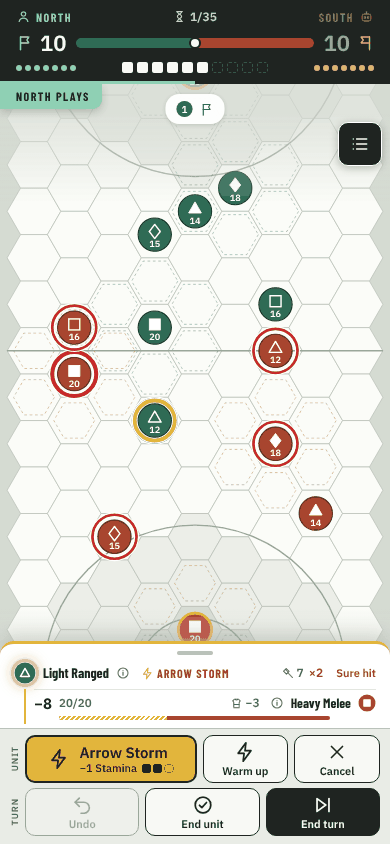 NORTH
1/35
SOUTH
10
10
NORTH PLAYS
1
18
14
15
16
16
20
12
20
12
18
14
15
20
Light Ranged
ARROW STORM
7 ×2
Sure hit
−8
20/20
−3
Heavy Melee
UNIT
Arrow Storm
−1 Stamina
Warm up
Cancel
TURN
Undo
End unit
End turn